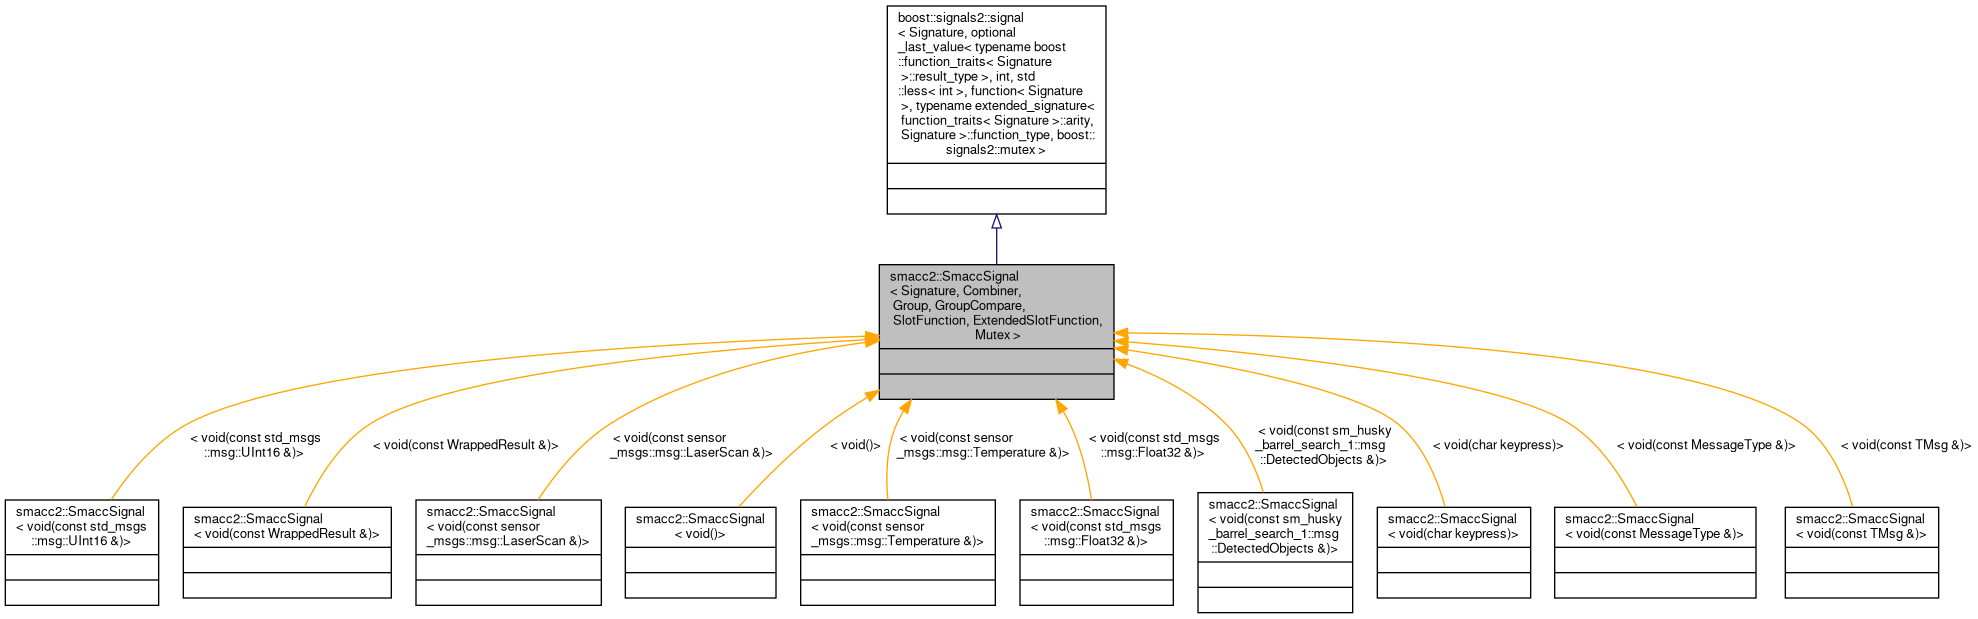 boost::signals2::signal
< Signature, optional
_last_value< typename boost
::function_traits< Signature
>::result_type >, int, std
::less< int >, function< Signature
>, typename extended_signature<
function_traits< Signature >::arity,
Signature >::function_type, boost::
signals2::mutex >
smacc2::SmaccSignal
< Signature, Combiner,
Group, GroupCompare,
SlotFunction, ExtendedSlotFunction,
Mutex >
< void(const std_msgs
::msg::UInt16 &)>
< void(const WrappedResult &)>
< void(const sensor
_msgs::msg::LaserScan &)>
< void()>
< void(const sensor
_msgs::msg::Temperature &)>
< void(const std_msgs
::msg::Float32 &)>
< void(const sm_husky
_barrel_search_1::msg
::DetectedObjects &)>
< void(char keypress)>
< void(const MessageType &)>
< void(const TMsg &)>
smacc2::SmaccSignal
< void(const std_msgs
::msg::UInt16 &)>
smacc2::SmaccSignal
< void(const WrappedResult &)>
smacc2::SmaccSignal
< void(const sensor
_msgs::msg::LaserScan &)>
smacc2::SmaccSignal
< void()>
smacc2::SmaccSignal
< void(const sensor
_msgs::msg::Temperature &)>
smacc2::SmaccSignal
< void(const std_msgs
::msg::Float32 &)>
smacc2::SmaccSignal
< void(const sm_husky
_barrel_search_1::msg
::DetectedObjects &)>
smacc2::SmaccSignal
< void(char keypress)>
smacc2::SmaccSignal
< void(const MessageType &)>
smacc2::SmaccSignal
< void(const TMsg &)>